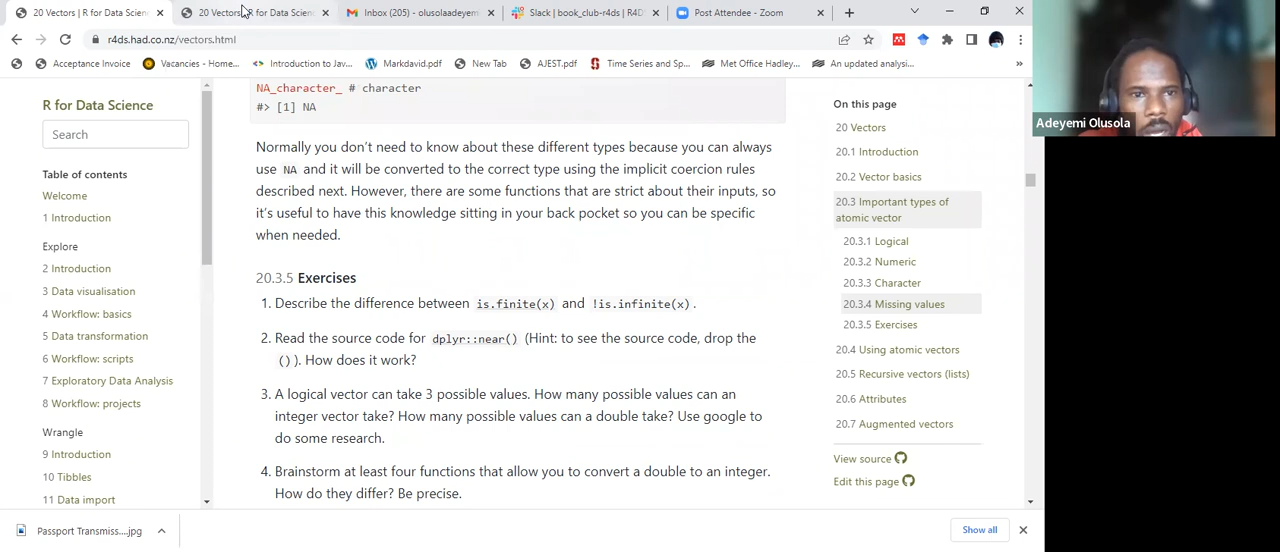 20 Vectors | R for Data Scienc
20 Vectors | R for Data Scienc
Inbox (205) - olusolaadeyem
Slack | book_club-r4ds | R4D
Post Attendee - Zoom
r4ds.had.co.nz/vectors.html
Acceptance Invoice
Vacancies - Home...
Introduction to Jav...
Markdavid.pdf
New Tab
AJEST.pdf
Time Series and Sp...
Met Office Hadley...
An updated analysi...
»
R for Data Science
Search
Table of contents
Welcome
1 Introduction
Explore
2 Introduction
3 Data visualisation
4 Workflow: basics
5 Data transformation
6 Workflow: scripts
7 Exploratory Data Analysis
8 Workflow: projects
Wrangle
9 Introduction
10 Tibbles
11 Data import
NA_character_ # character
#> [1] NA
Normally you don't need to know about these different types because you can always
use NA and it will be converted to the correct type using the implicit coercion rules
described next. However, there are some functions that are strict about their inputs, so
it's useful to have this knowledge sitting in your back pocket so you can be specific
when needed.
20.3.5 Exercises
1. Describe the difference between is.finite(x) and !is.infinite(x).
2. Read the source code for dplyr::near() (Hint: to see the source code, drop the
()). How does it work?
3. A logical vector can take 3 possible values. How many possible values can an
integer vector take? How many possible values can a double take? Use google to
do some research.
4. Brainstorm at least four functions that allow you to convert a double to an integer.
How do they differ? Be precise.
On this page
20 Vectors
20.1 Introduction
20.2 Vector basics
20.3 Important types of
atomic vector
20.3.1 Logical
20.3.2 Numeric
20.3.3 Character
20.3.4 Missing values
20.3.5 Exercises
20.4 Using atomic vectors
20.5 Recursive vectors (lists)
20.6 Attributes
20.7 Augmented vectors
View source
Edit this page
Adeyemi Olusola
Passport Transmiss....jpg
Show all